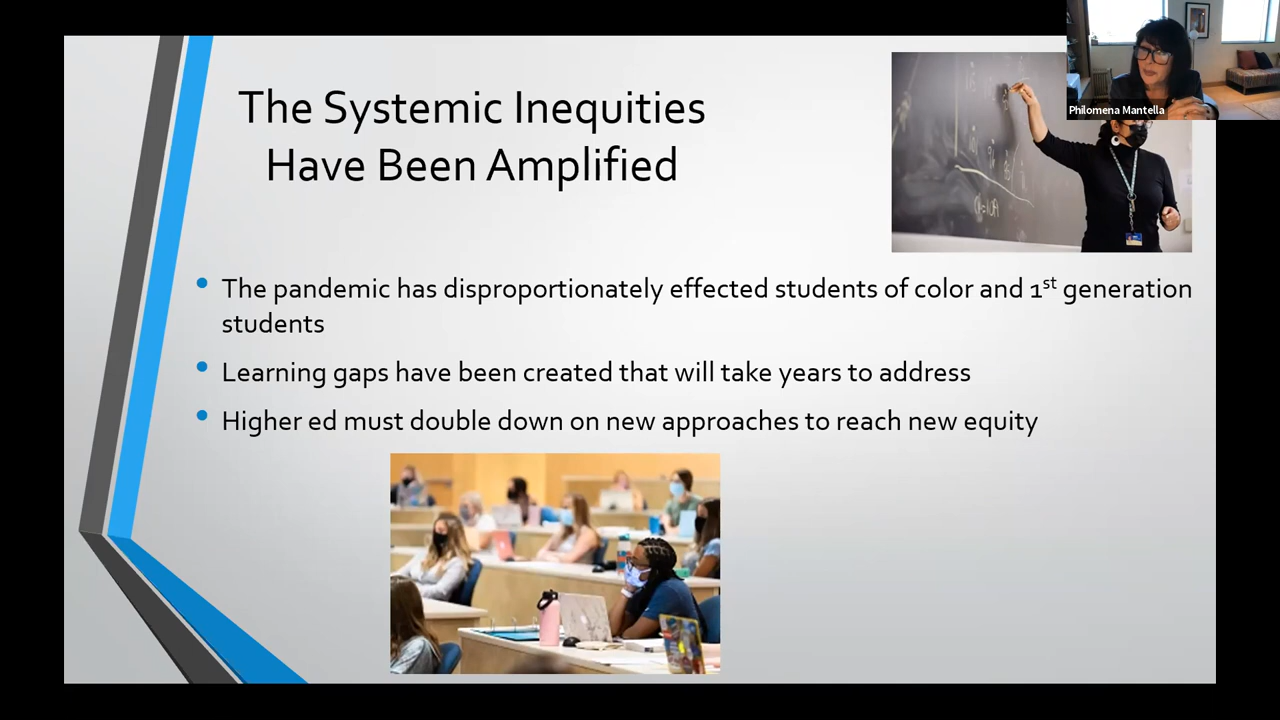 Philomena Mantella
The Systemic Inequities
Have Been Amplified
The pandemic has disproportionately effected students of color and 1st generation
students
Learning gaps have been created that will take years to address
Higher ed must double down on new approaches to reach new equity